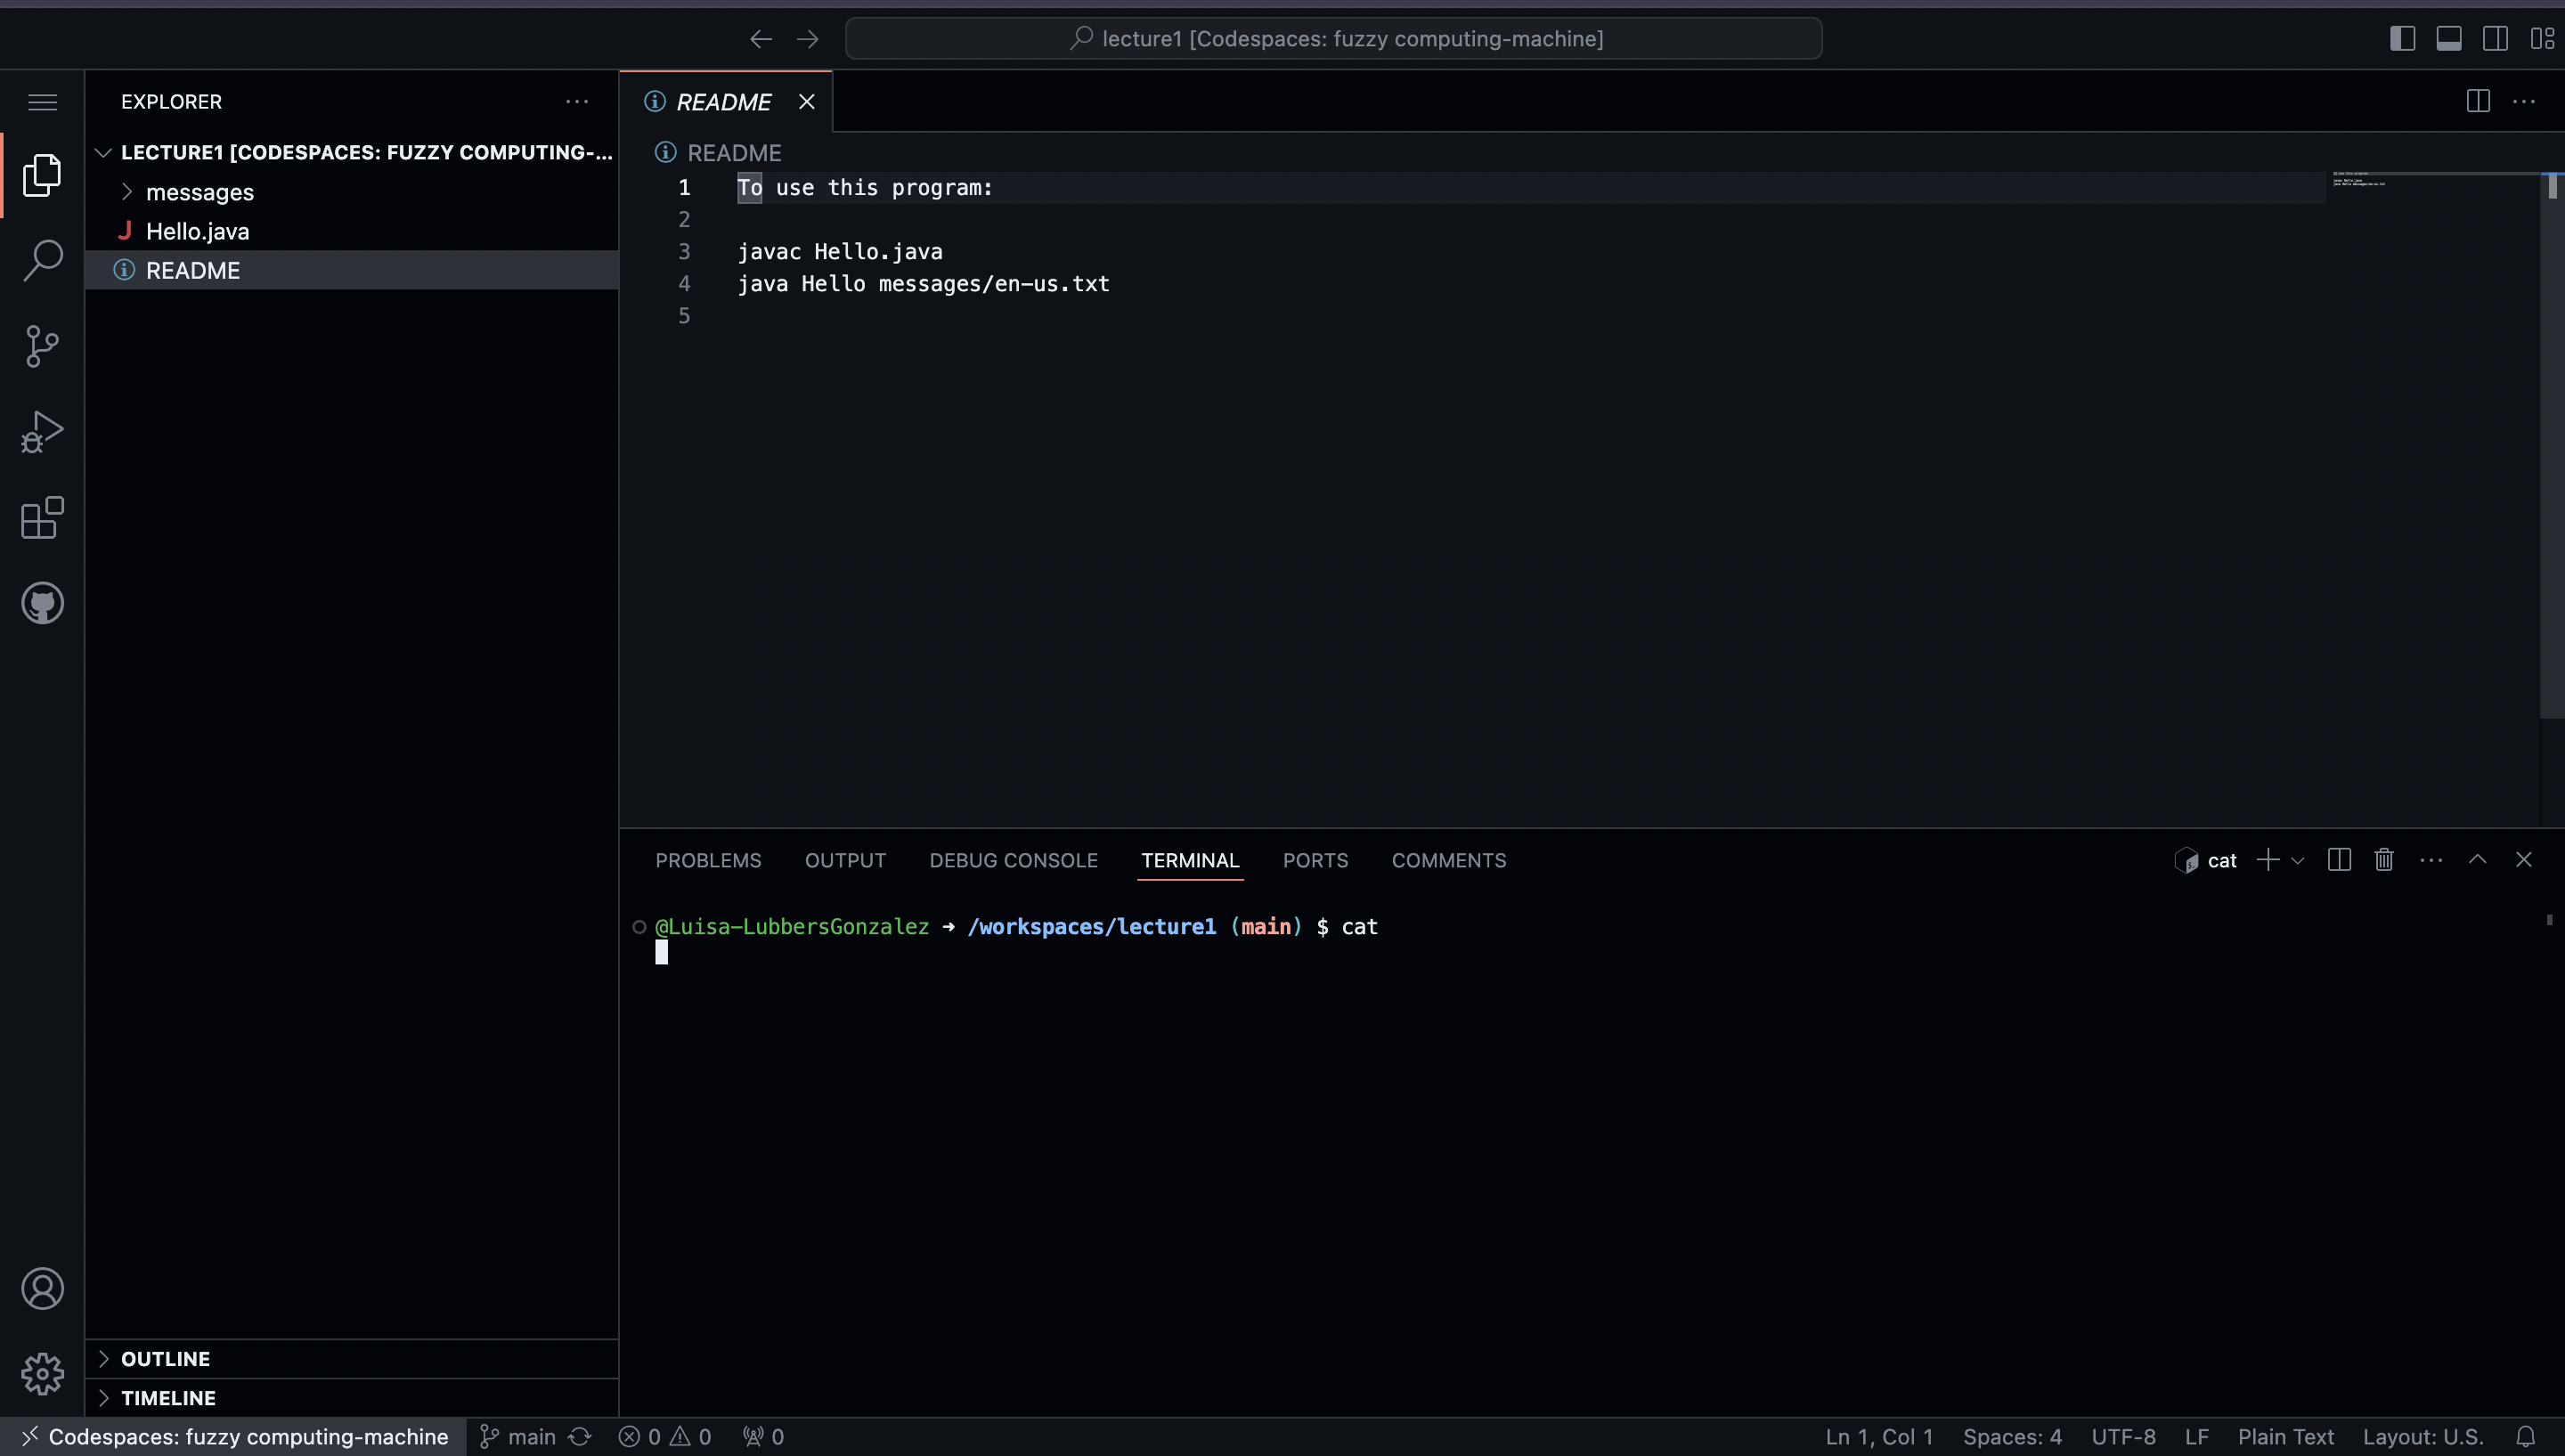 lecture1 [Codespaces: fuzzy computing-machine]
EXPLORER
LECTURE1 [CODESPACES: FUZZY COMPUTING-...
messages
J Hello.java
README
OUTLINE
TIMELINE
README
README
1 To use this program:
2
3 javac Hello.java
4 java Hello messages/en-us.txt
5
PROBLEMS OUTPUT DEBUG CONSOLE TERMINAL PORTS COMMENTS
cat
@Luisa-LubbersGonzalez → /workspaces/lecture1 (main) $ cat
Codespaces: fuzzy computing-machine main 0 0 0 Ln 1, Col 1 Spaces: 4 UTF-8 LF Plain Text Layout: U.S.